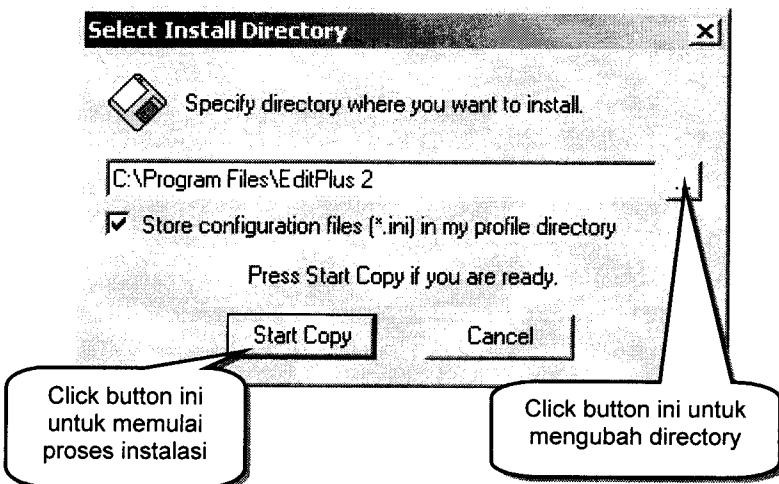 Select Install Directory
Specify directory where you want to install.
C:\Program Files\EditPlus 2
...
Store configuration files (*.ini) in my profile directory
Press Start Copy if you are ready.
Start Copy
Cancel
Click button ini
untuk memulai
proses instalasi
Click button ini untuk
mengubah directory